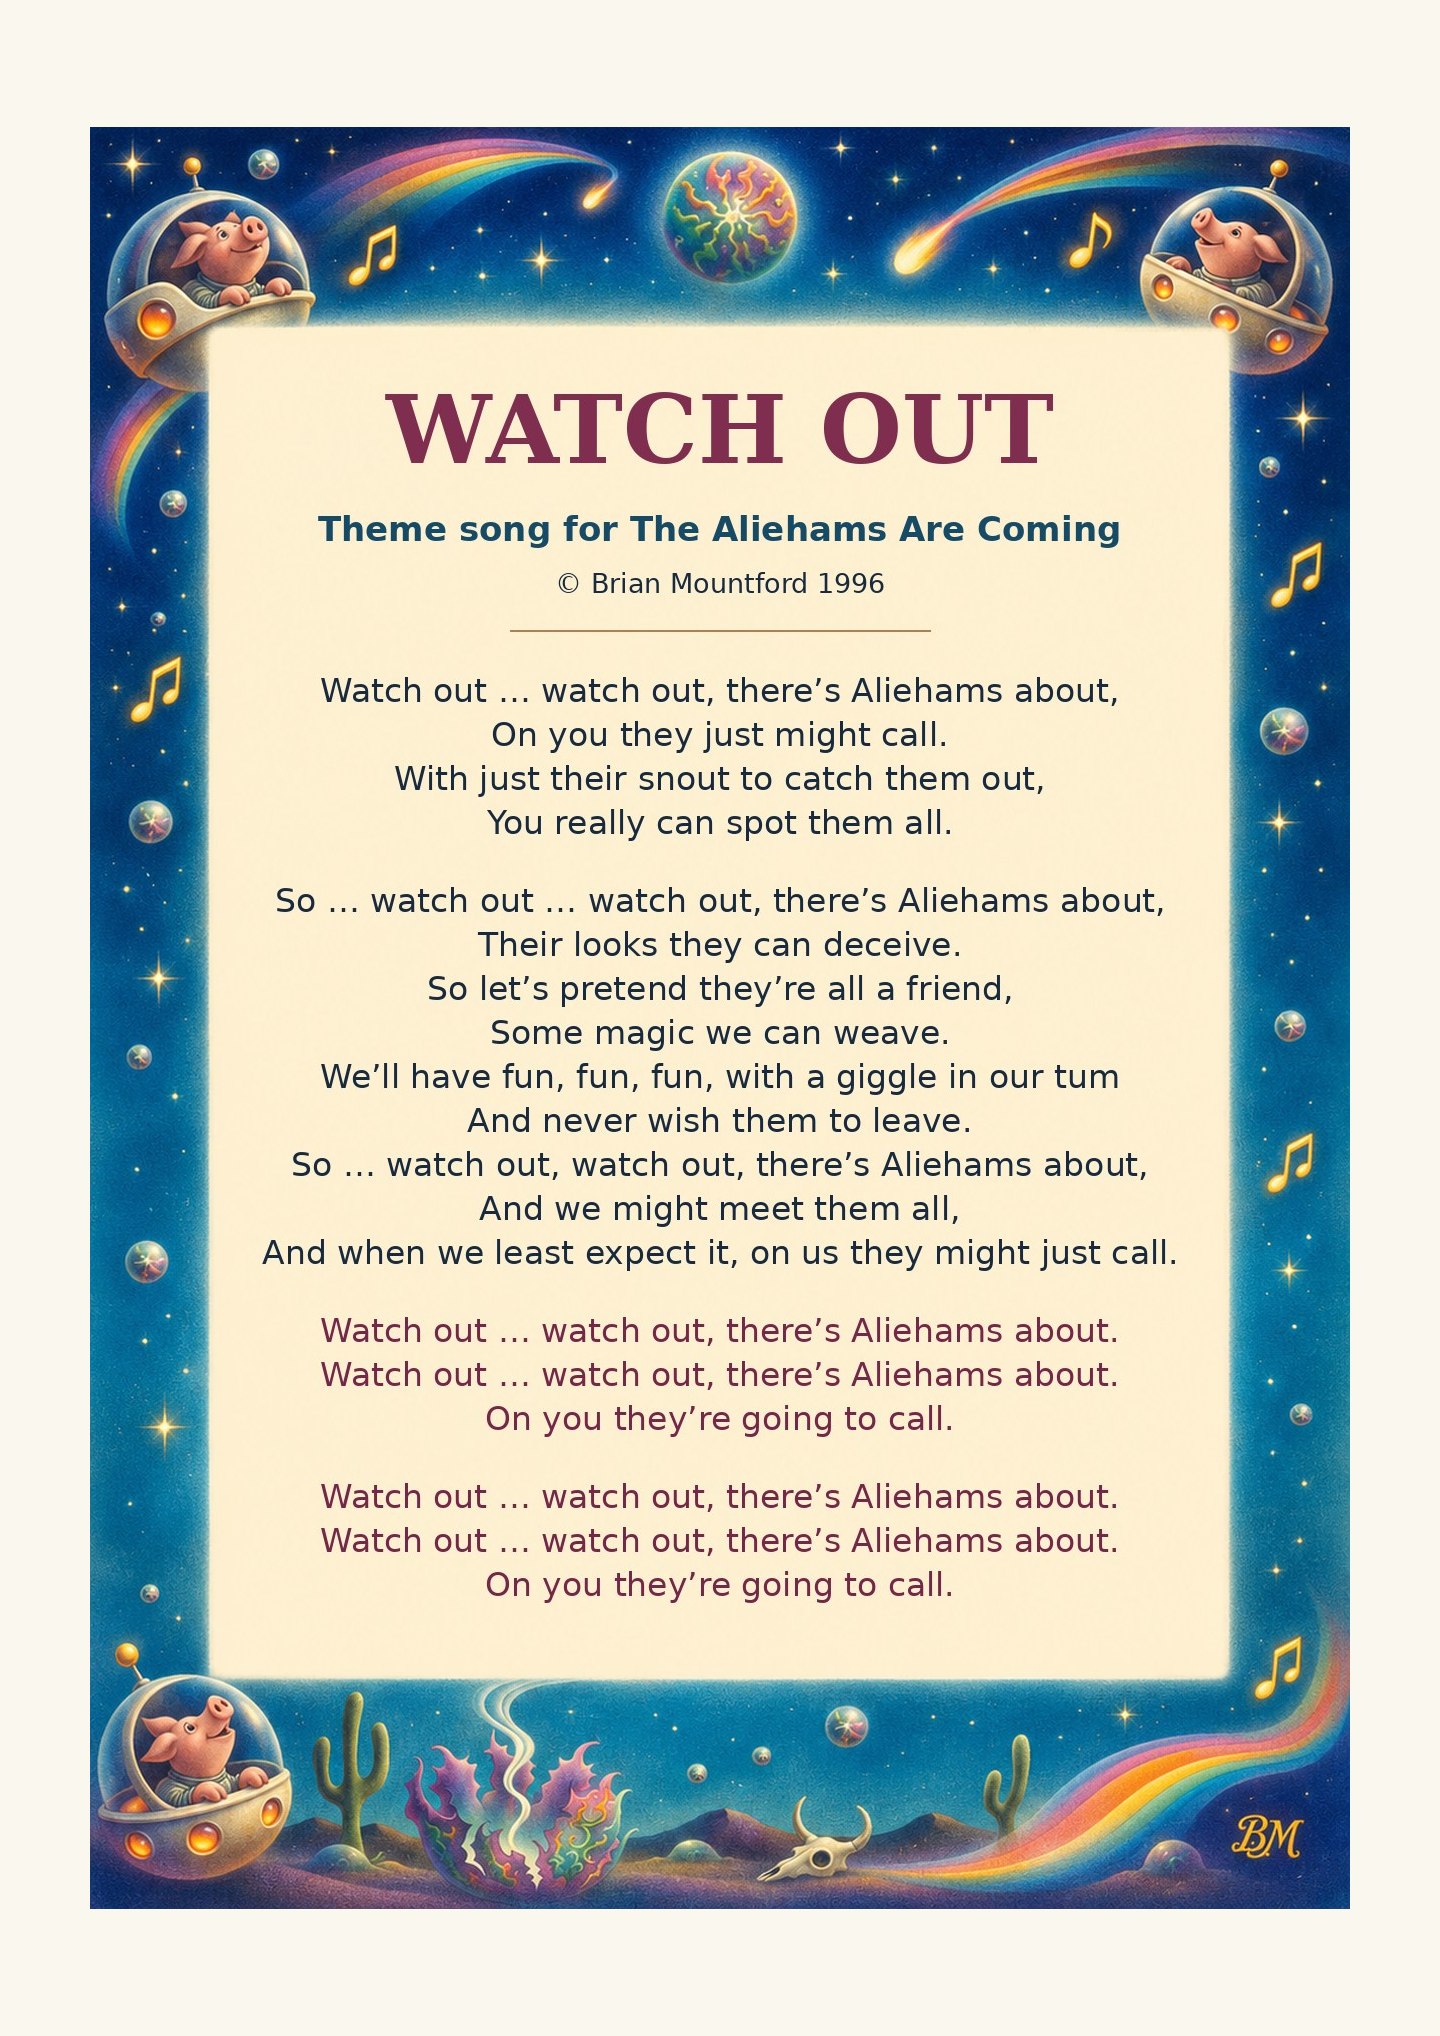 WATCH OUT
Theme song for The Aliehams Are Coming
© Brian Mountford 1996
Watch out … watch out, there’s Aliehams about,
On you they just might call.
With just their snout to catch them out,
You really can spot them all.
So … watch out … watch out, there’s Aliehams about,
Their looks they can deceive.
So let’s pretend they’re all a friend,
Some magic we can weave.
We’ll have fun, fun, fun, with a giggle in our tum
And never wish them to leave.
So … watch out, watch out, there’s Aliehams about,
And we might meet them all,
And when we least expect it, on us they might just call.
Watch out … watch out, there’s Aliehams about.
Watch out … watch out, there’s Aliehams about.
On you they’re going to call.
Watch out … watch out, there’s Aliehams about.
Watch out … watch out, there’s Aliehams about.
On you they’re going to call.
BM